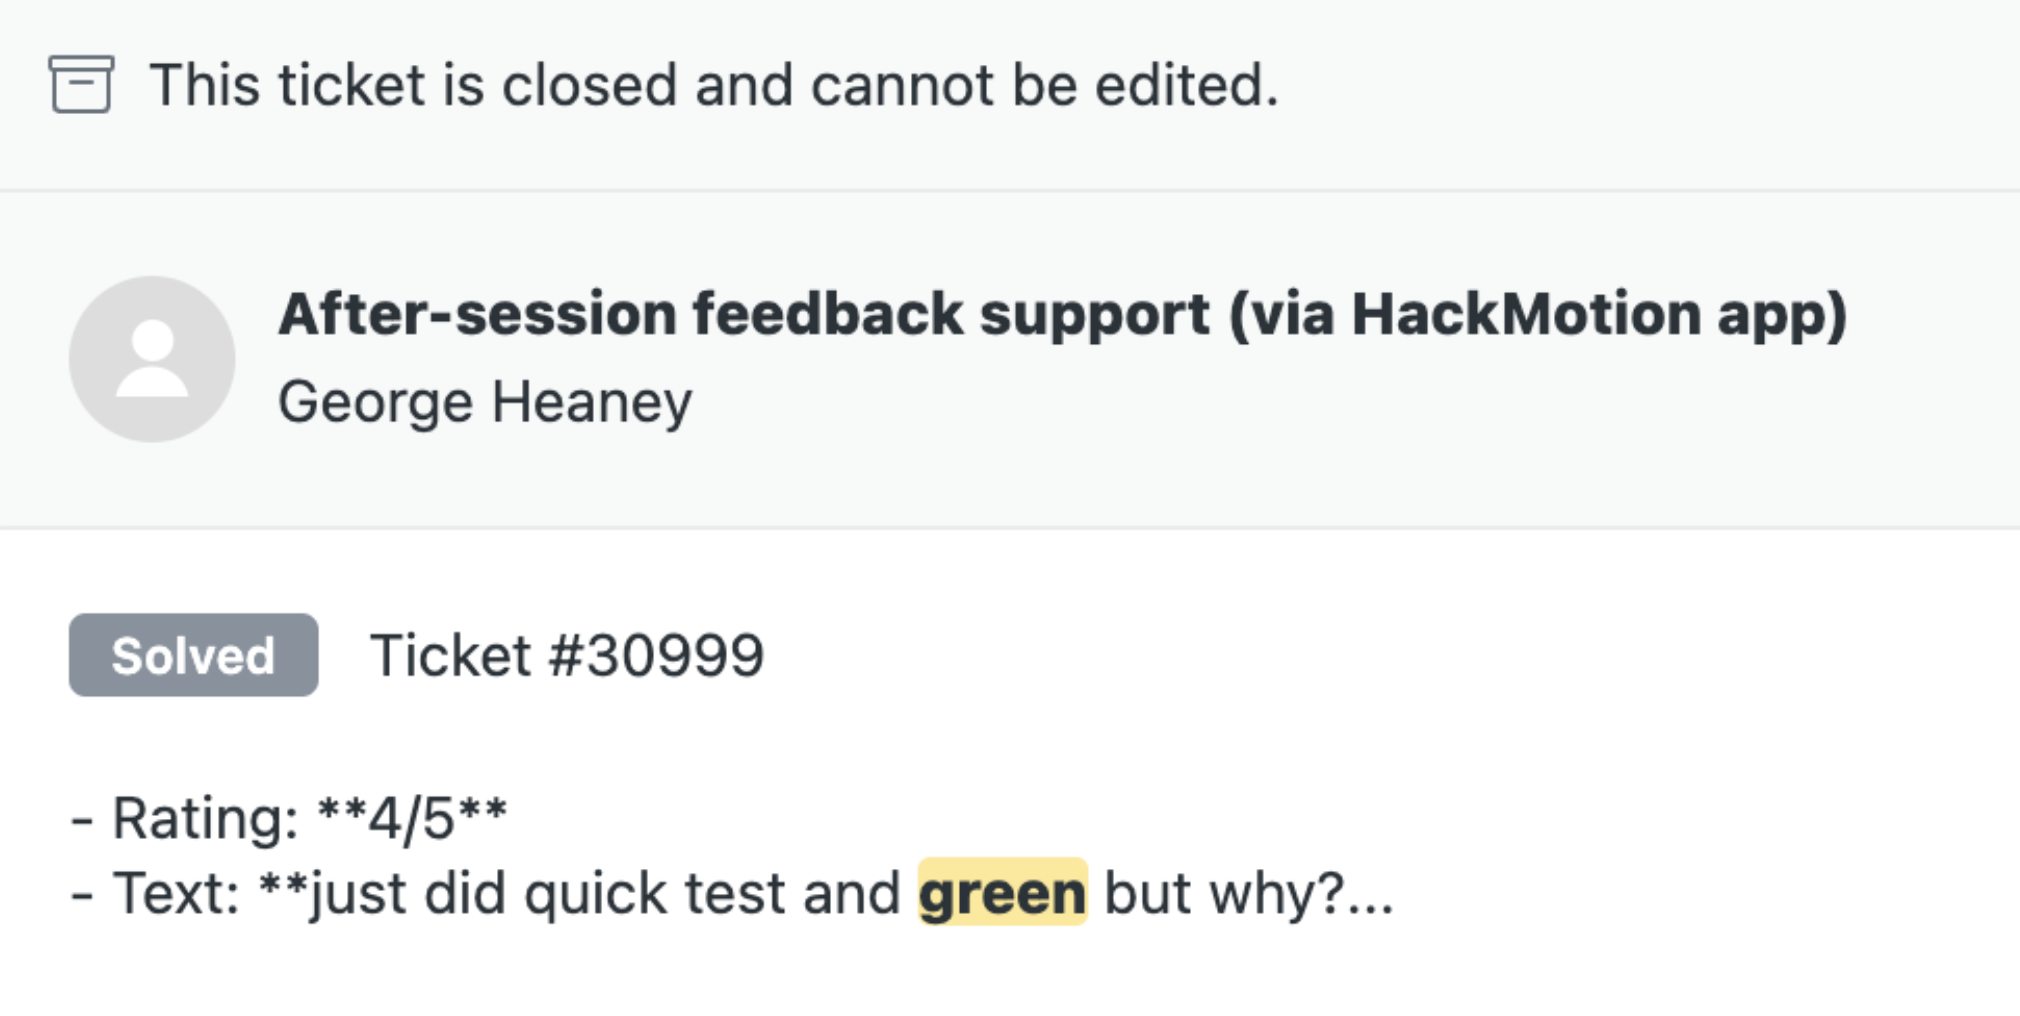 This ticket is closed and cannot be edited.
After-session feedback support (via HackMotion app)
George Heaney
Solved Ticket #30999
- Rating: **4/5**
- Text: **just did quick test and green but why?...